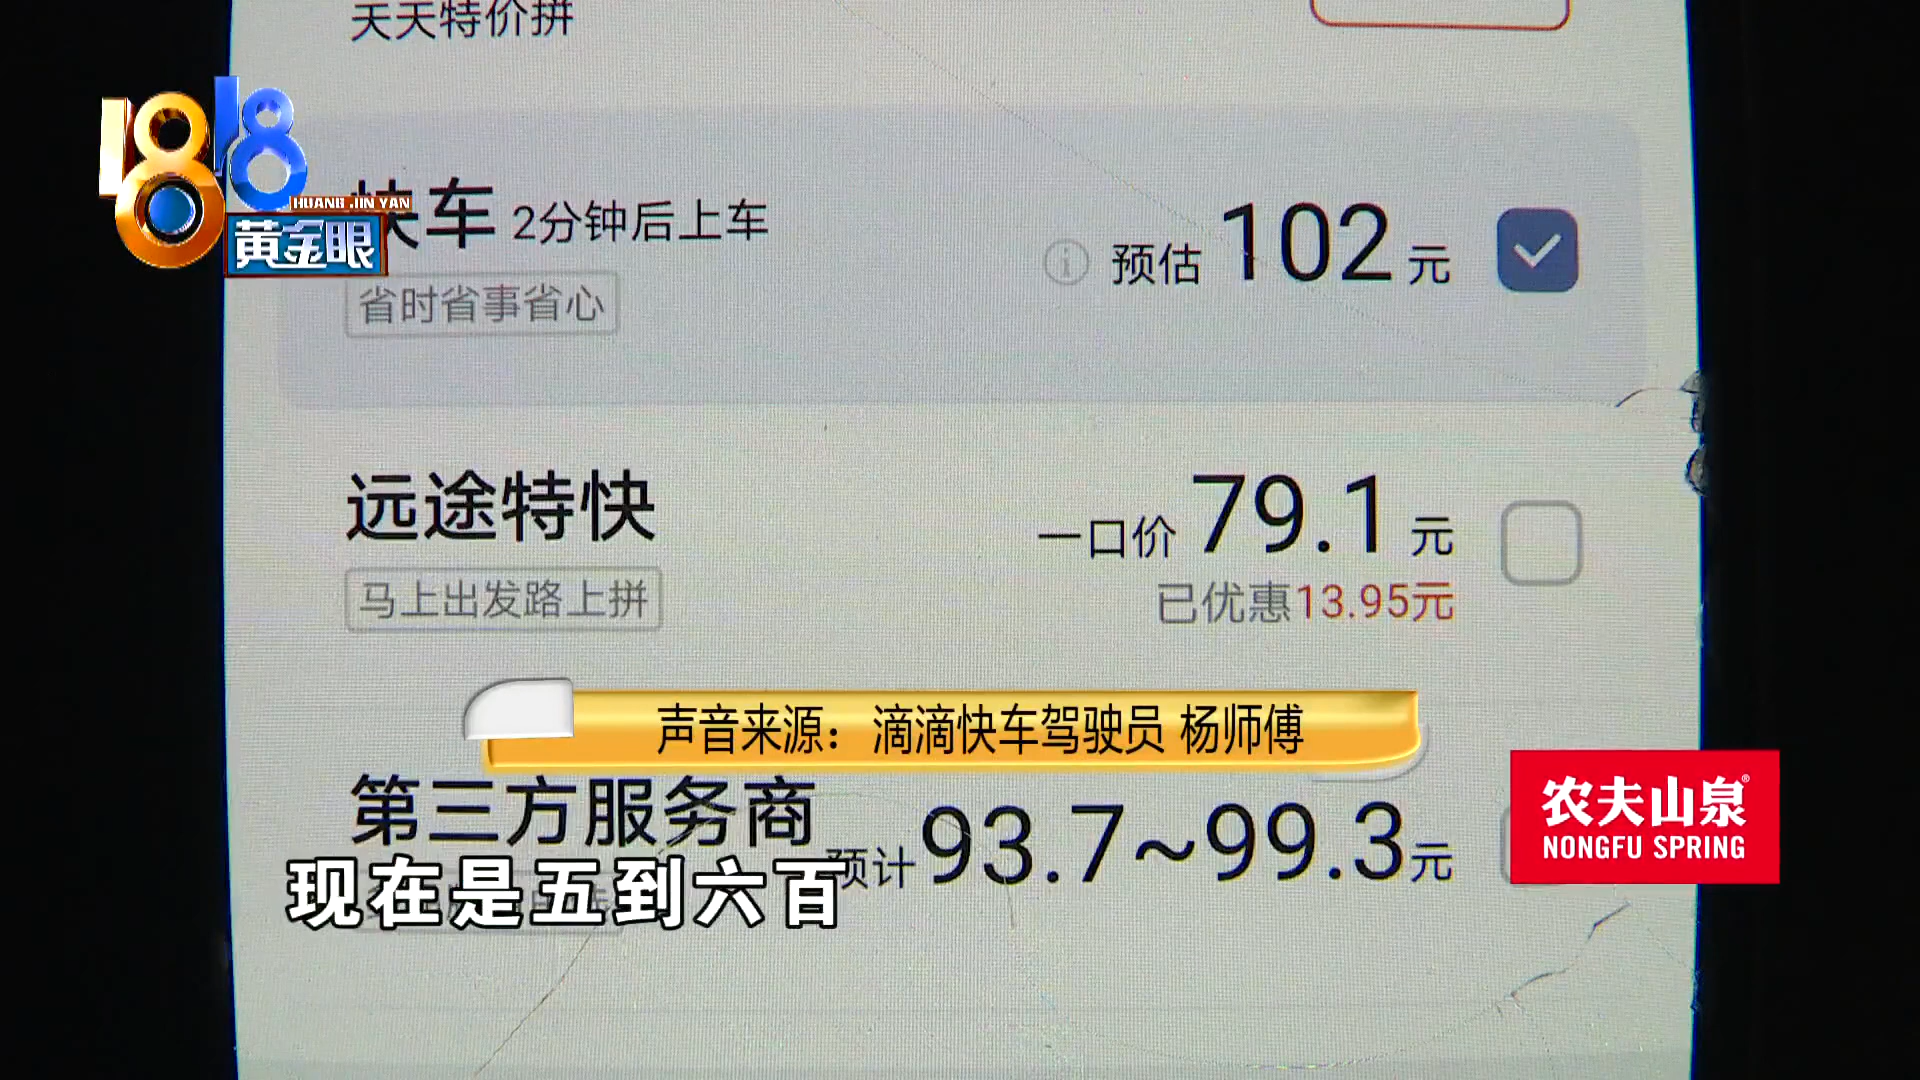 天天特价拼
1818
HUANG JIN YAN
黄金眼
快车 2分钟后上车
预估 102 元
省时省事省心
远途特快
一口价 79.1 元
马上出发路上拼
已优惠13.95元
声音来源：滴滴快车驾驶员 杨师傅
第三方服务商
预计93.7~99.3元
现在是五到六百
农夫山泉®
NONGFU SPRING